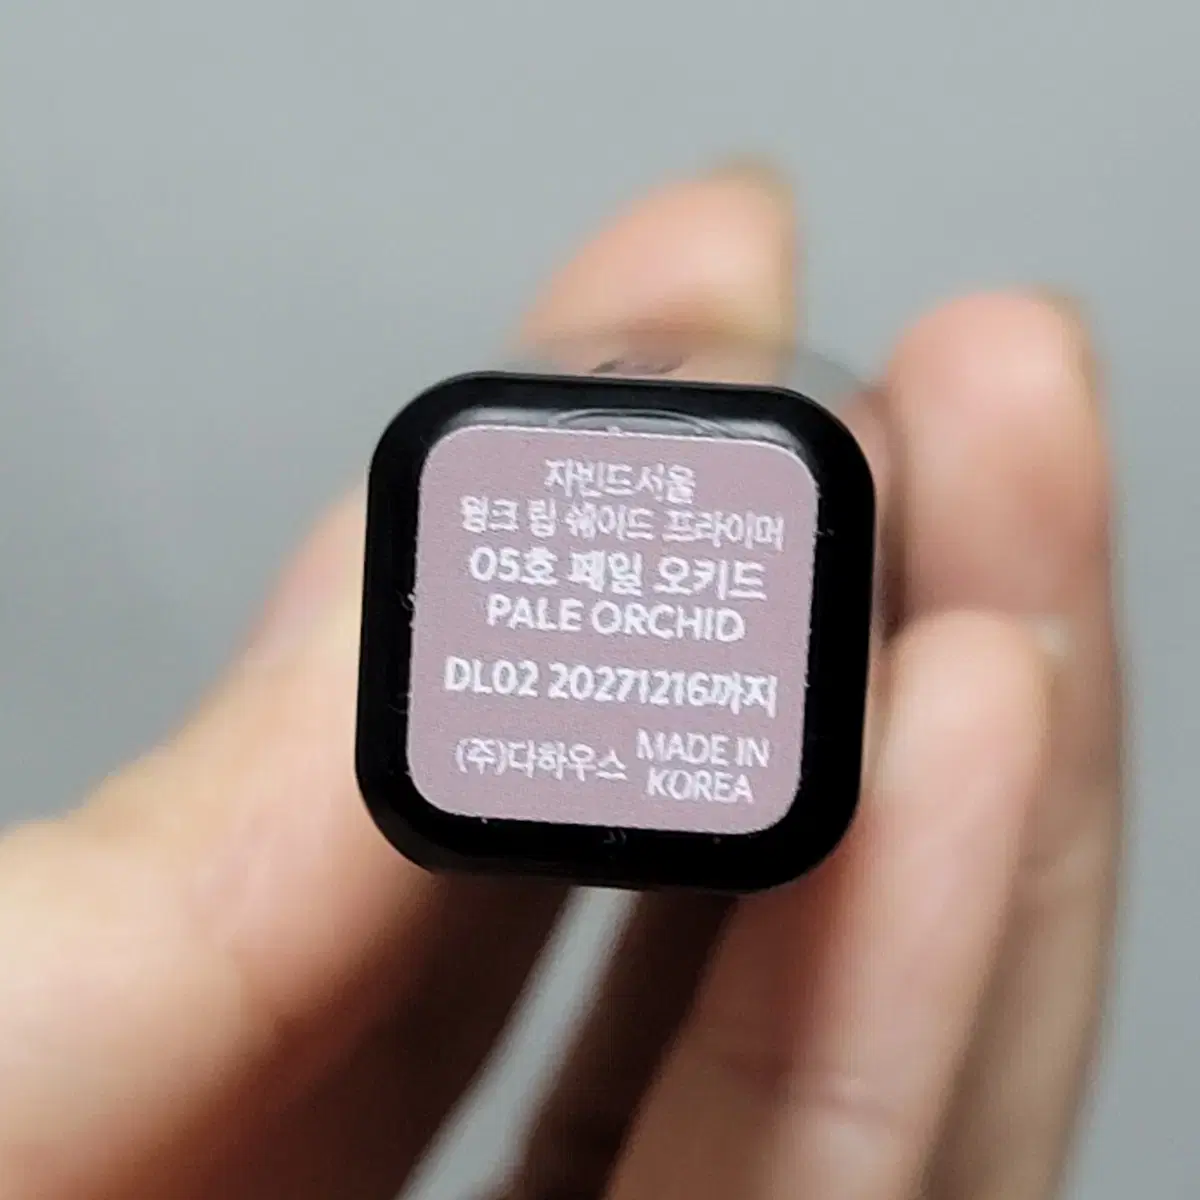 자빈드서울
윙크 립 쉐이드 프라이머
05호 페일 오키드
PALE ORCHID
DL02 20271216까지
(주)다하우스 MADE IN
KOREA